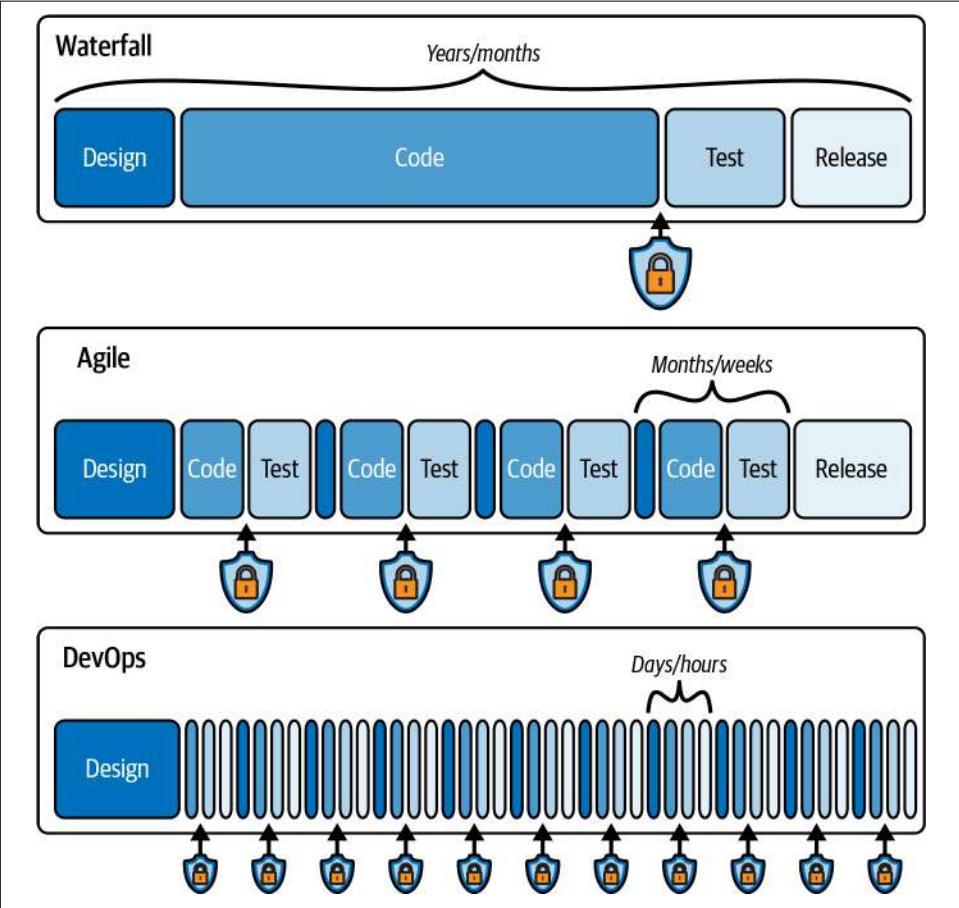 Waterfall
Years/months
Design Code Test Release
Agile
Months/weeks
Design Code Test Code Test Code Test Code Test Release
DevOps
Days/hours
Design